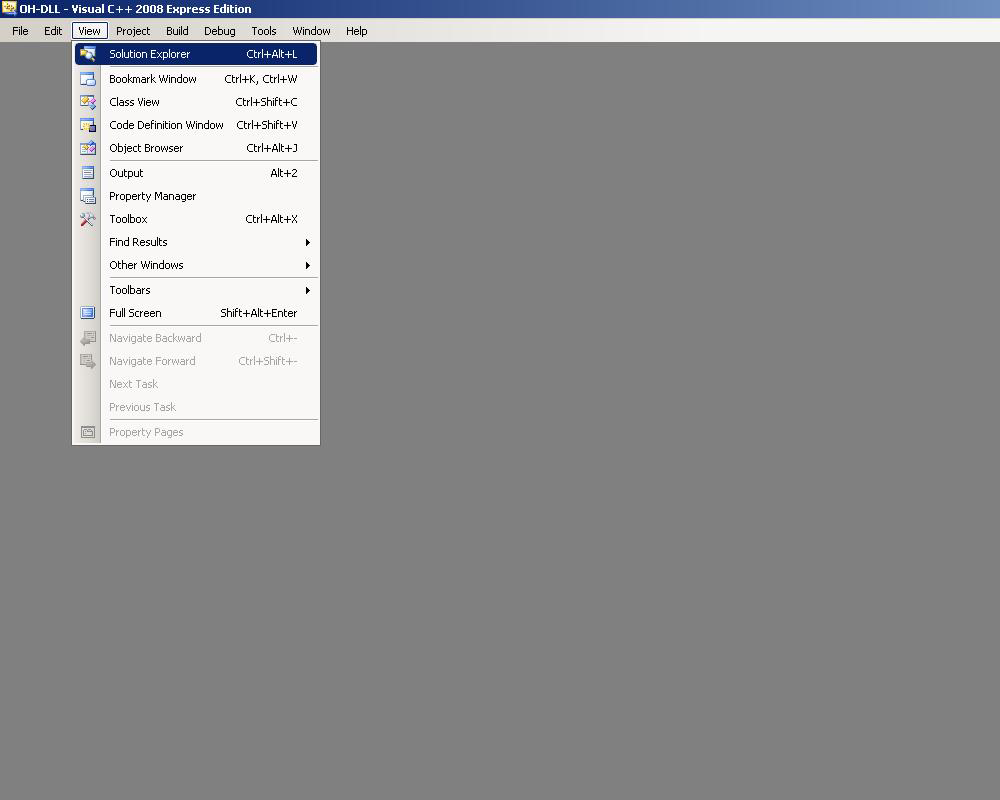 OH-DLL - Visual C++ 2008 Express Edition
File Edit View Project Build Debug Tools Window Help
Solution Explorer Ctrl+Alt+L
Bookmark Window Ctrl+K, Ctrl+W
Class View Ctrl+Shift+C
Code Definition Window Ctrl+Shift+V
Object Browser Ctrl+Alt+J
Output Alt+2
Property Manager
Toolbox Ctrl+Alt+X
Find Results
Other Windows
Toolbars
Full Screen Shift+Alt+Enter
Navigate Backward Ctrl+-
Navigate Forward Ctrl+Shift+-
Next Task
Previous Task
Property Pages